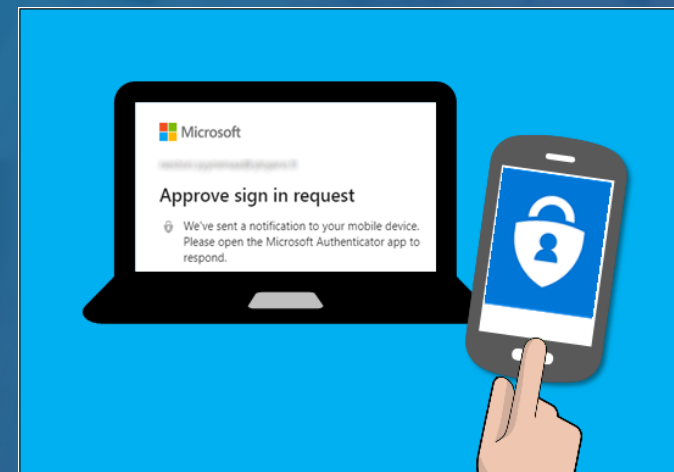 Microsoft
Approve sign in request
We've sent a notification to your mobile device.
Please open the Microsoft Authenticator app to
respond.